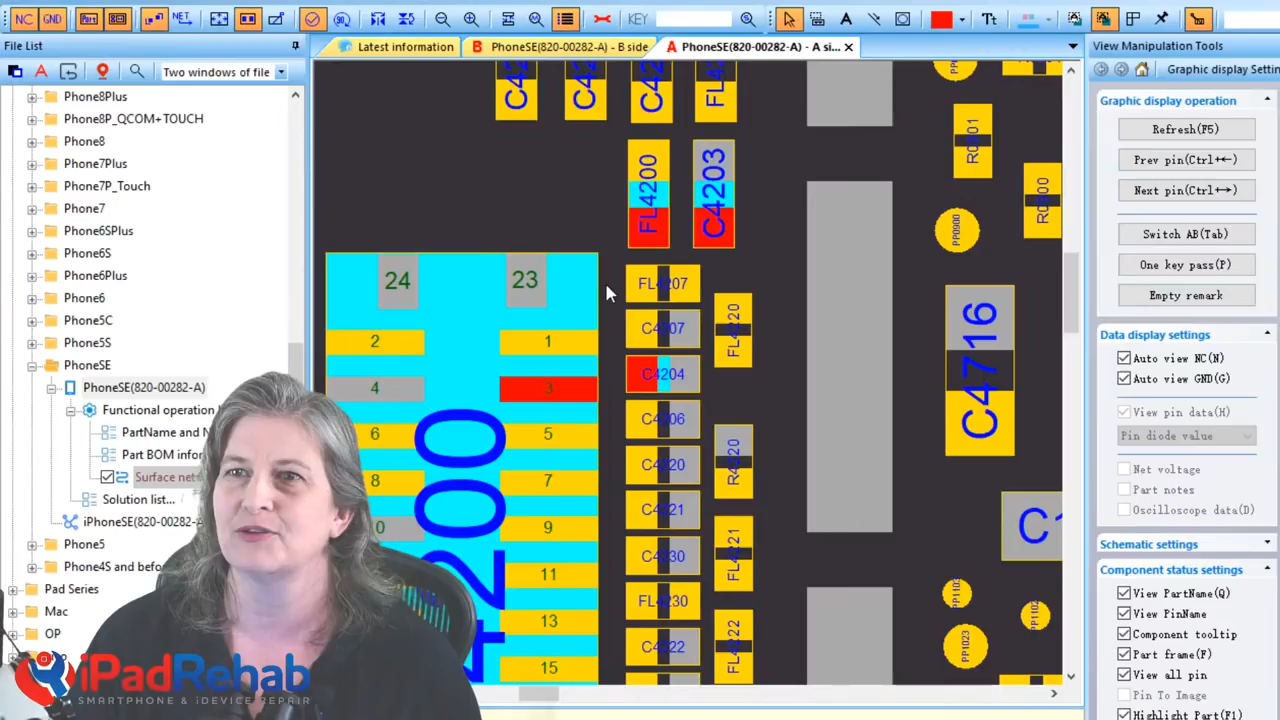 NC GND NET KEY Tt
File List
Latest information
B PhoneSE(820-00282-A) - B side
A PhoneSE(820-00282-A) - A si...
View Manipulation Tools
Two windows of file
Graphic display Settin
Phone8Plus
Phone8P_QCOM+TOUCH
Phone8
Phone7Plus
Phone7P_Touch
Phone7
Phone6SPlus
Phone6S
Phone6Plus
Phone6
Phone5C
Phone5S
PhoneSE
PhoneSE(820-00282-A)
Functional operation
PartName and N
Part BOM infor
Surface net
Solution list...
iPhoneSE(820-00282-A
Phone5
Phone4S and befo
Pad Series
Mac
OP
FL4200
C4203
24
23
2
1
4
3
6
5
8
7
9
11
13
15
FL4207
C4204
C4230
FL4230
FL4221
FL4222
PP0900
C4716
PP1023
Graphic display operation
Refresh(F5)
Prev pin(Ctrl+←)
Next pin(Ctrl+→)
Switch AB(Tab)
One key pass(P)
Empty remark
Data display settings
Auto view NC(N)
Auto view GND(G)
View pin data(H)
Pin diode value
Net voltage
Part notes
Oscilloscope data(D)
Schematic settings
Component status settings
View PartName(Q)
View PinName
Component tooltip
Part frame(F)
View all pin
Pin To Image
Highlight Part(F1)
iPadRehab
SMARTPHONE & iDEVICE REPAIR